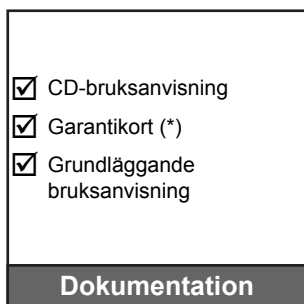 CD-bruksanvisning
Garantikort (*)
Grundläggande
bruksanvisning
Dokumentation